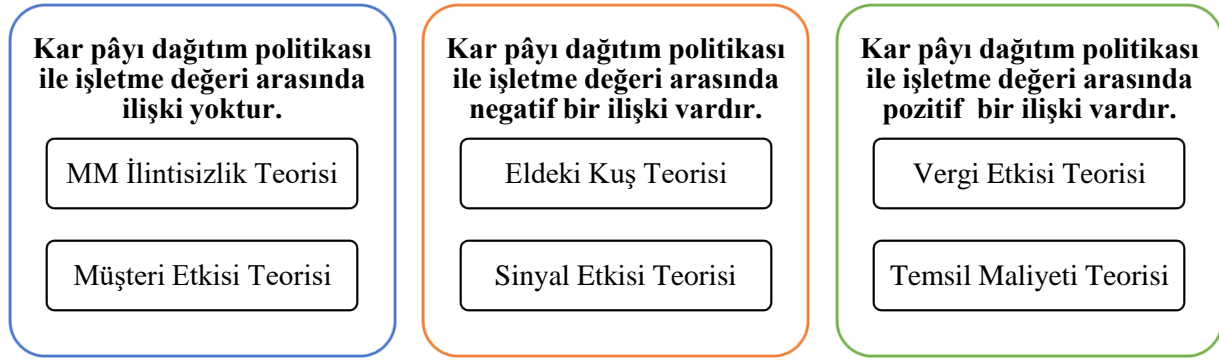 Kar pâyı dağıtım politikası
ile işletme değeri arasında
ilişki yoktur.
MM İlintisizlik Teorisi
Müşteri Etkisi Teorisi
Kar pâyı dağıtım politikası
ile işletme değeri arasında
negatif bir ilişki vardır.
Eldeki Kuş Teorisi
Sinyal Etkisi Teorisi
Kar pâyı dağıtım politikası
ile işletme değeri arasında
pozitif bir ilişki vardır.
Vergi Etkisi Teorisi
Temsil Maliyeti Teorisi